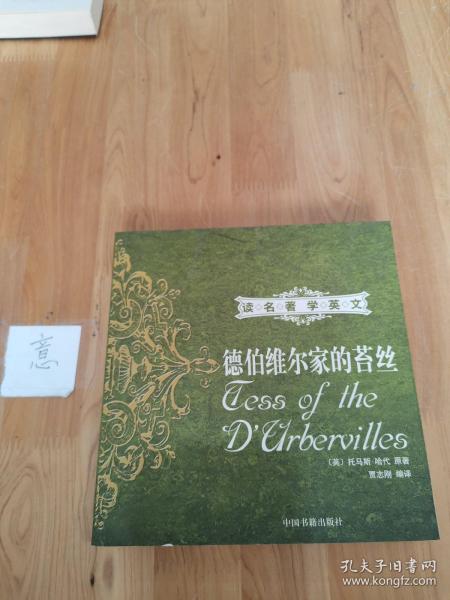 读名著学英文
德伯维尔家的苔丝
Tess of the
D'Urbervilles
(英)托马斯·哈代 原著
贾志刚 编译
中国书籍出版社
孔夫子旧书网
www.kongfz.com